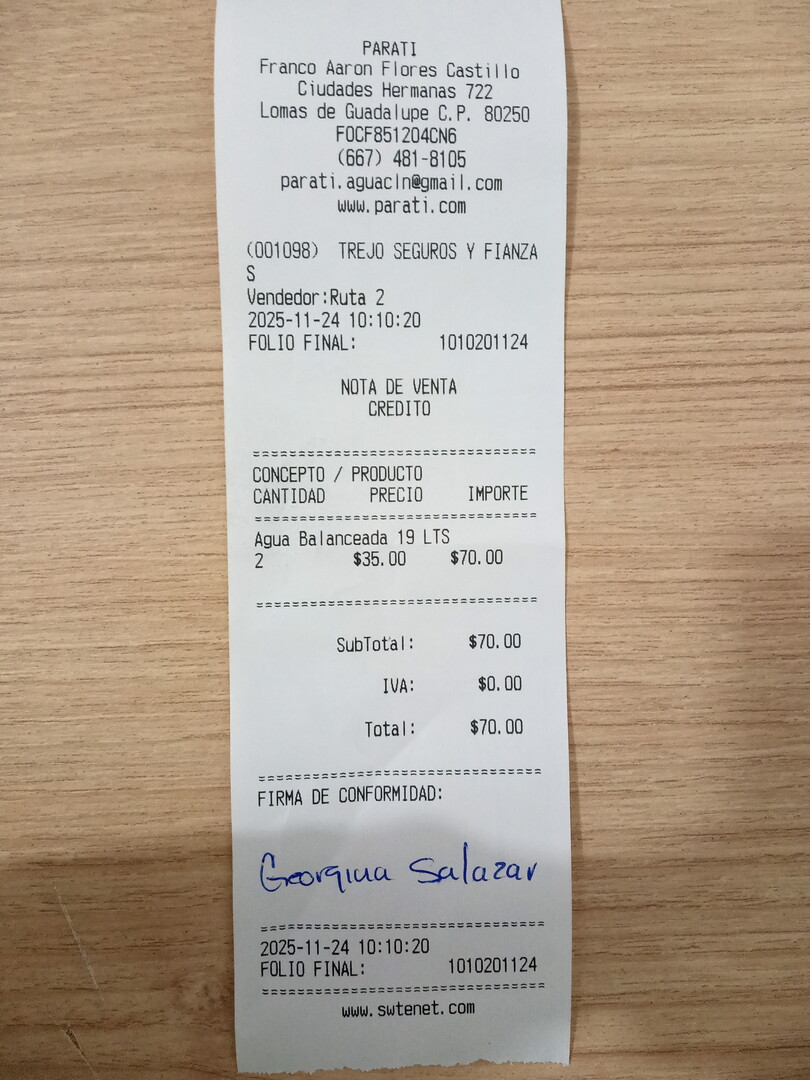 PARATI
Franco Aaron Flores Castillo
Ciudades Hermanas 722
Lomas de Guadalupe C.P. 80250
FOCF851204CN6
(667) 481-8105
parati.aguacln@gmail.com
www.parati.com
(001098) TREJO SEGUROS Y FIANZA
S
Vendedor:Ruta 2
2025-11-24 10:10:20
FOLIO FINAL: 1010201124
NOTA DE VENTA
CREDITO
================================
CONCEPTO / PRODUCTO
CANTIDAD PRECIO IMPORTE
================================
Agua Balanceada 19 LTS
2 $35.00 $70.00
================================
SubTotal: $70.00
IVA: $0.00
Total: $70.00
================================
FIRMA DE CONFORMIDAD:
Georgina Salazar
================================
2025-11-24 10:10:20
FOLIO FINAL: 1010201124
================================
www.swtenet.com